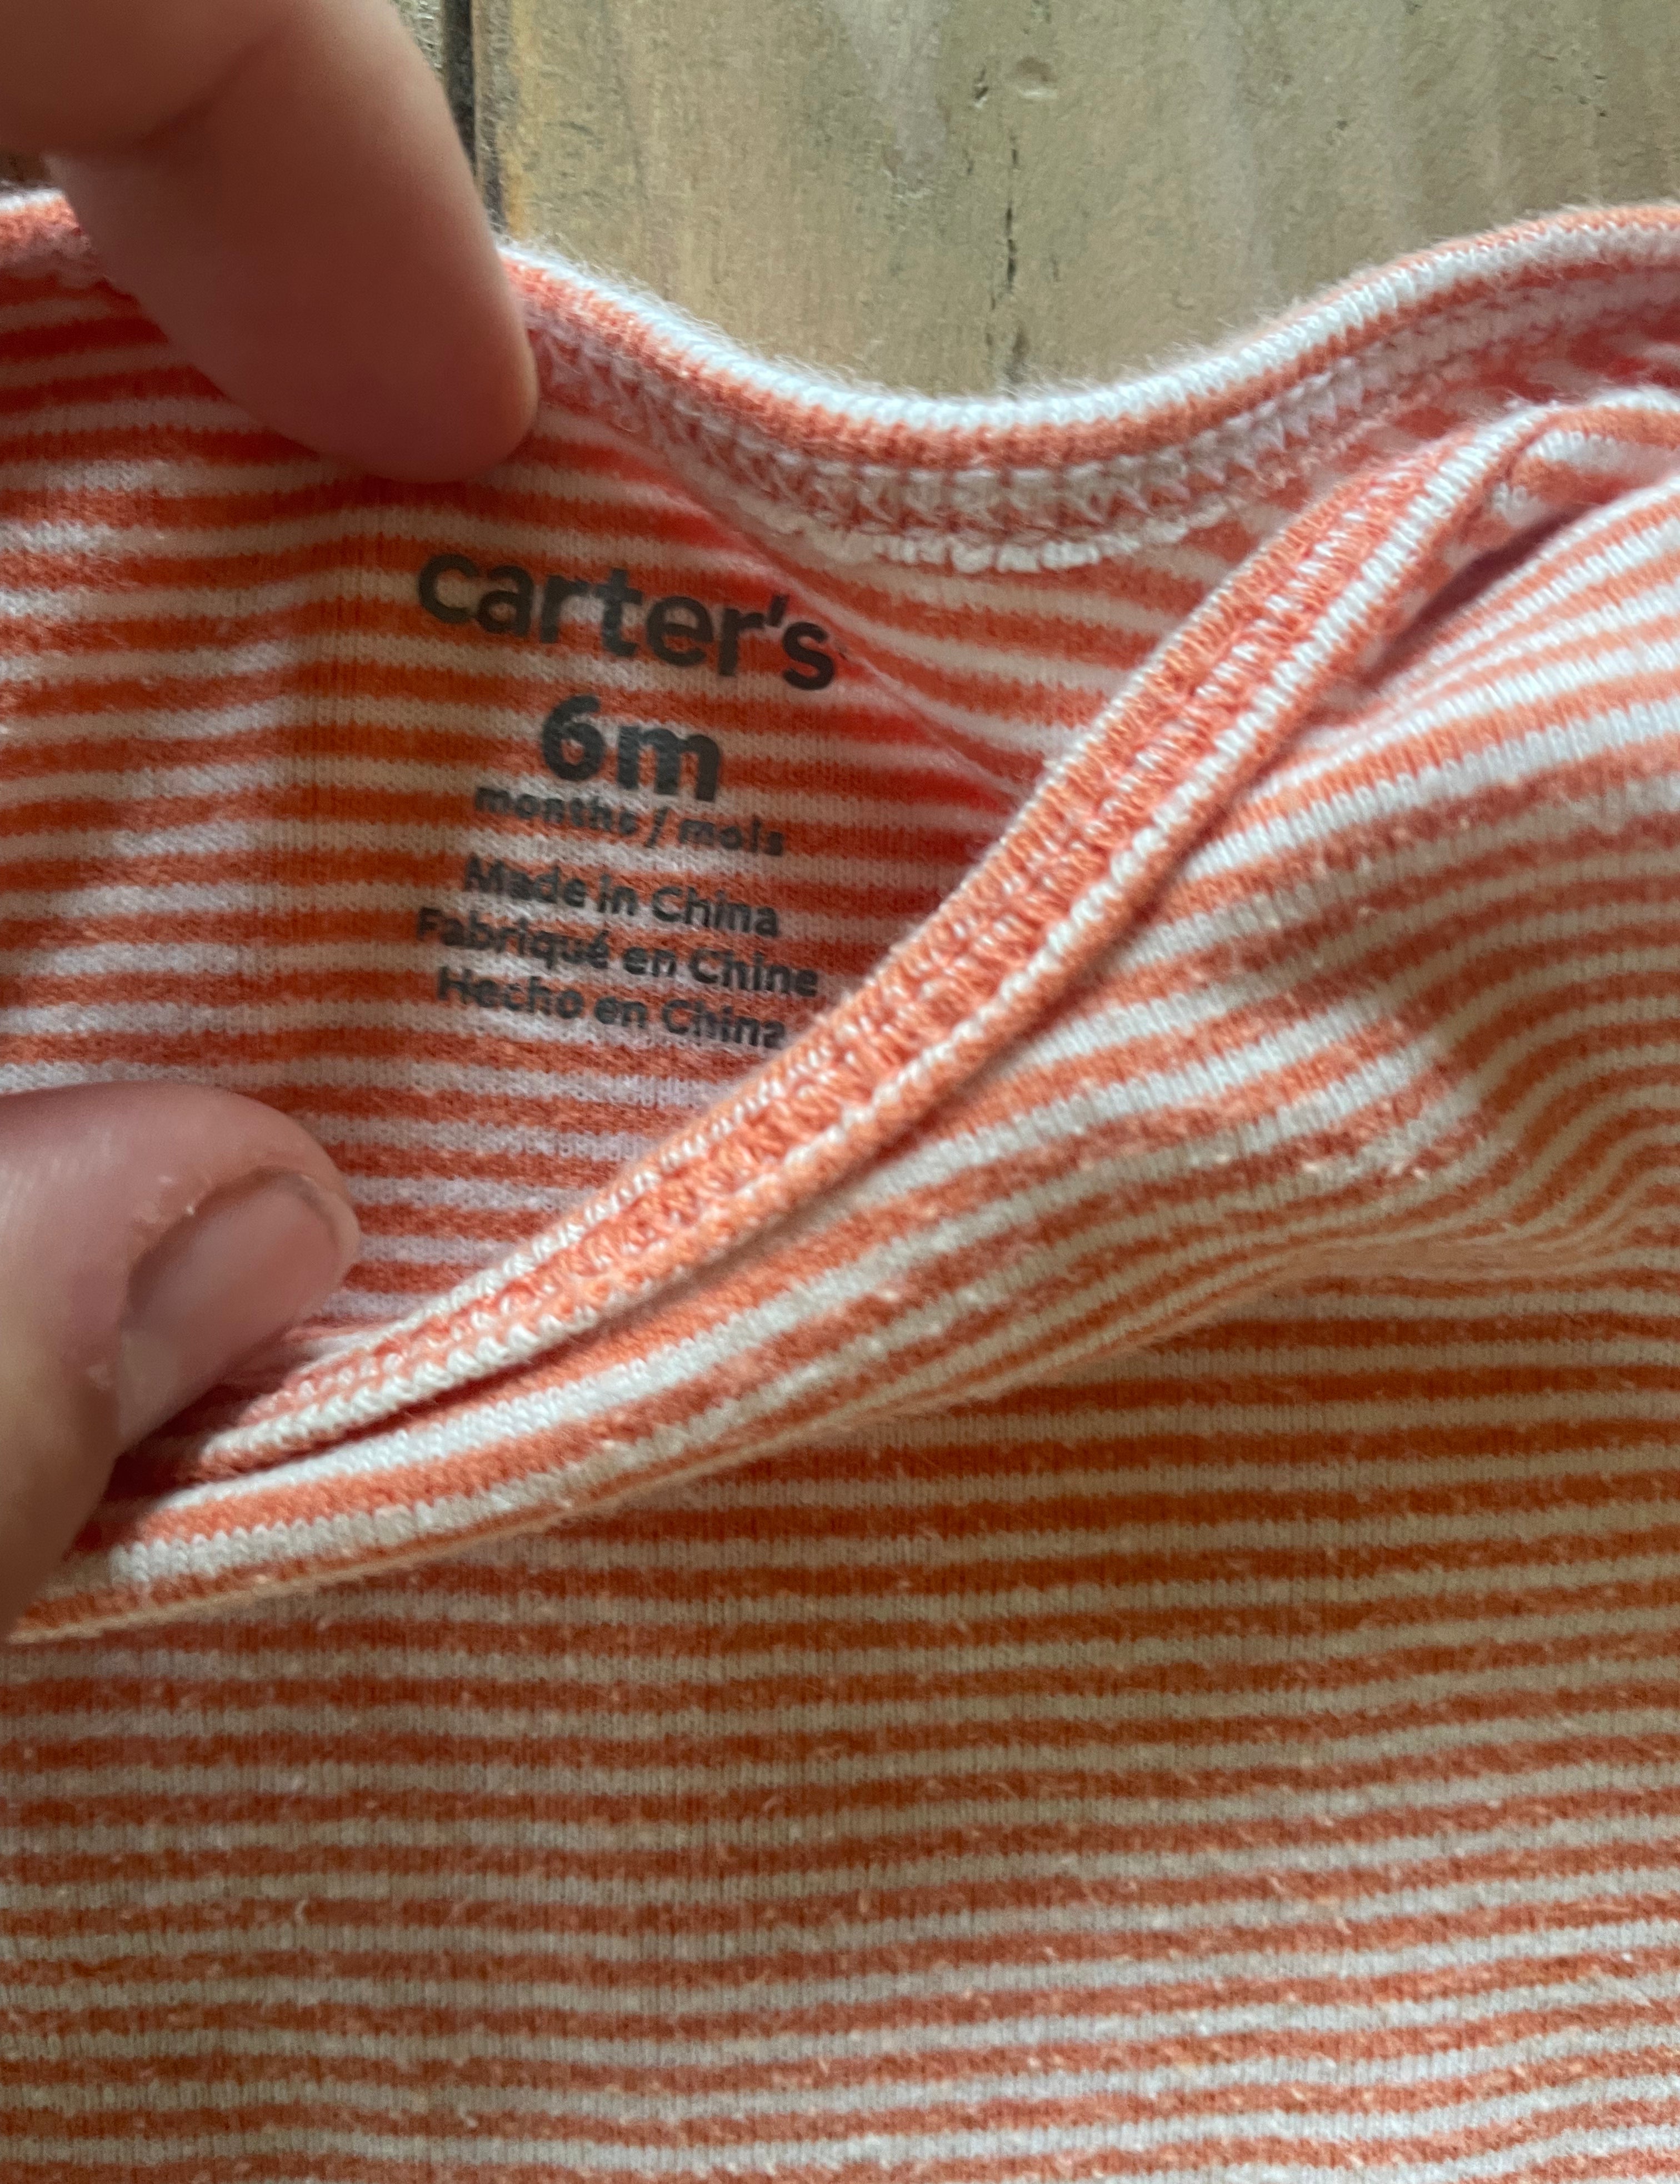 carter's
6m
months / mois
Made in China
Fabriqué en Chine
Hecho en China